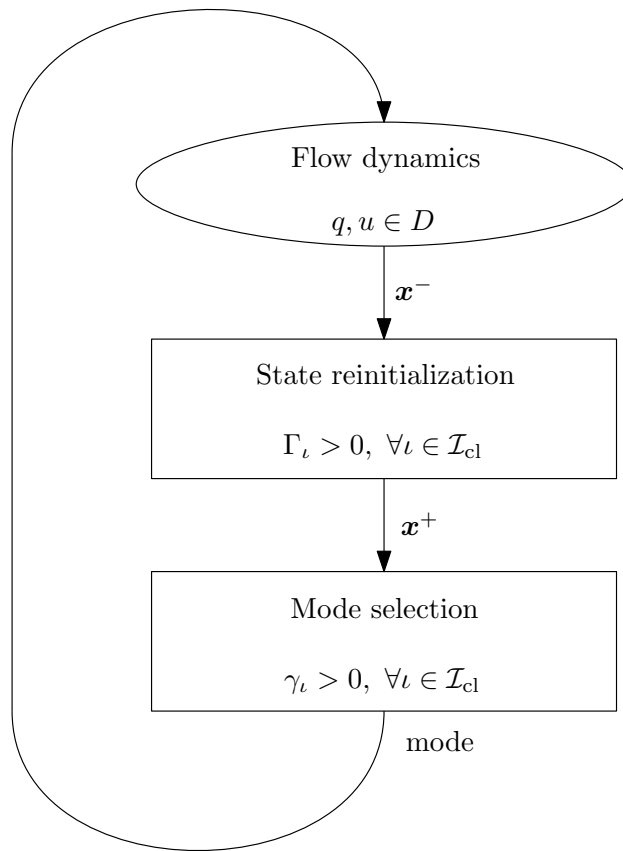 Flow dynamics
q, u ∈ D
x⁻
State reinitialization
Γ_ι > 0, ∀ι ∈ 𝓘_cl
x⁺
Mode selection
γ_ι > 0, ∀ι ∈ 𝓘_cl
mode